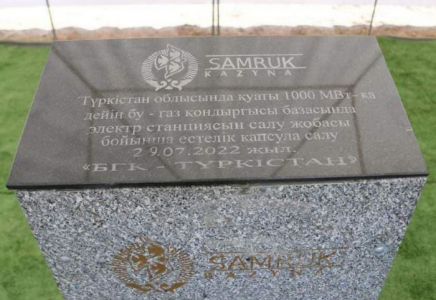 SAMRUK
KAZYNA
Түркістан облысында қуаты 1000 МВт-қа
дейін бу - газ қондырғысы базасында
электр станциясын салу жобасы
бойынша естелік капсула салу
29.07.2022 жыл.
«БГК - ТҮРКІСТАН»
SAMRUK